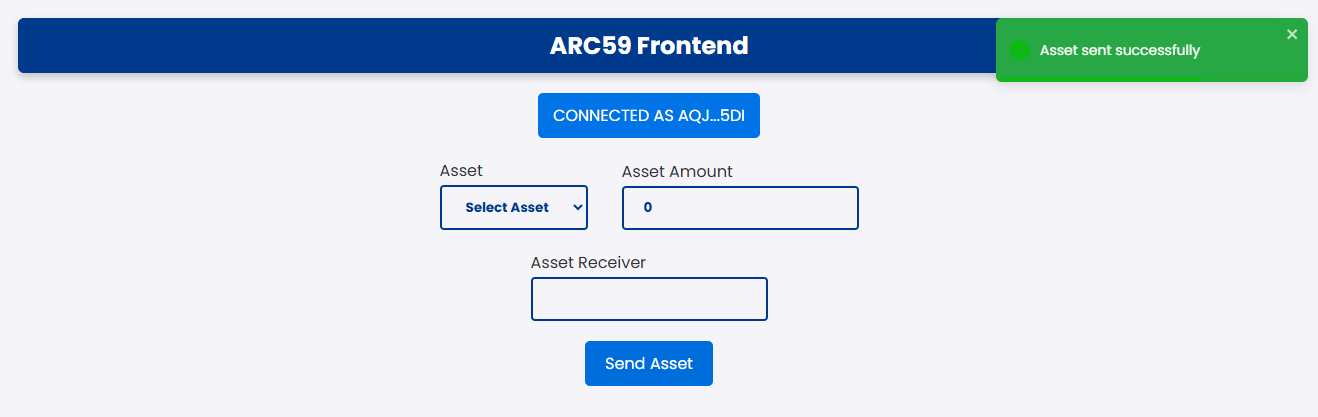 ARC59 Frontend
Asset sent successfully
CONNECTED AS AQJ...5DI
Asset
Asset Amount
Select Asset
0
Asset Receiver
Send Asset